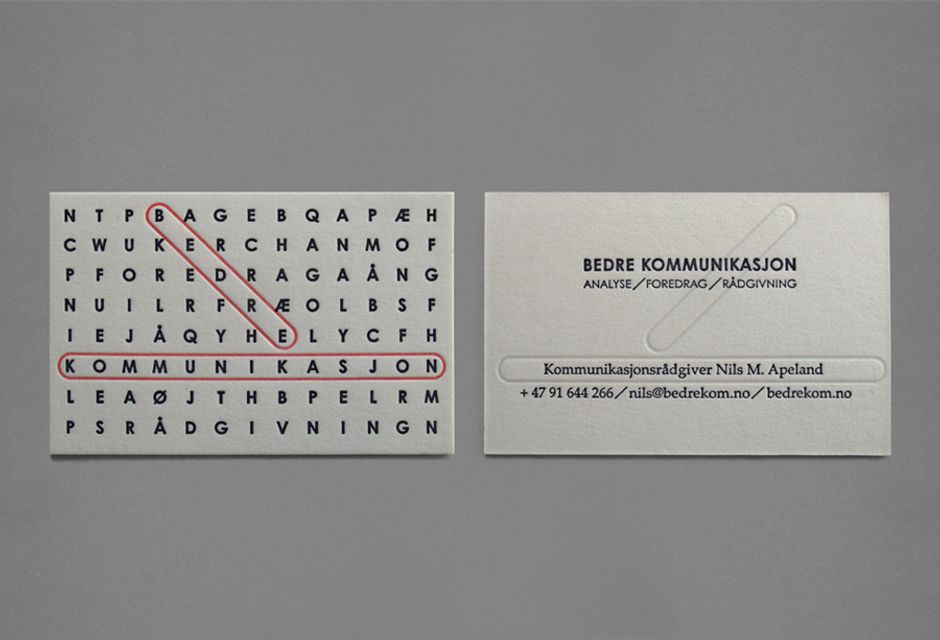 N T P B A G E B Q A P Æ H
C W U K E R C H A N M O F
P F O R E D R A G A Å N G
N U I L R F R Æ O L B S F
I E J Å Q Y H E L Y C F H
K O M M U N I K A S J O N
L E A Ø J T H B P E L R M
P S R Å D G I V N I N G N
BEDRE KOMMUNIKASJON
ANALYSE/FOREDRAG/RÅDGIVNING
Kommunikasjonsrådgiver Nils M. Apeland
+ 47 91 644 266/nils@bedrekom.no/bedrekom.no